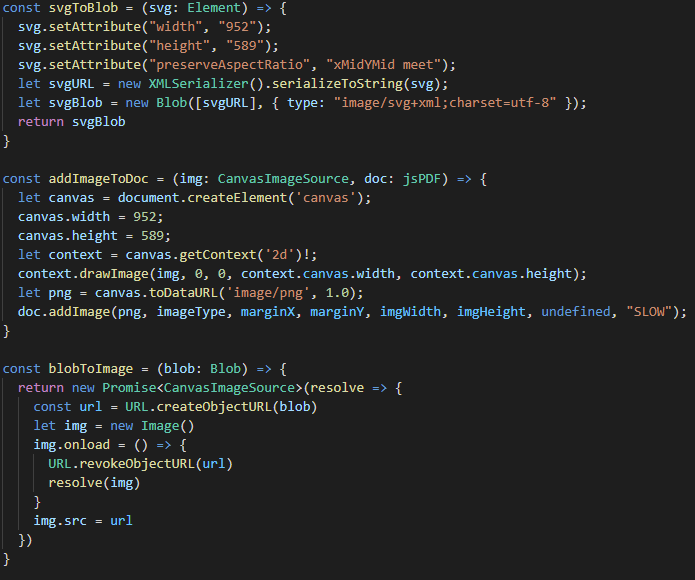 const svgToBlob = (svg: Element) => {
svg.setAttribute("width", "952");
svg.setAttribute("height", "589");
svg.setAttribute("preserveAspectRatio", "xMidYMid meet");
let svgURL = new XMLSerializer().serializeToString(svg);
let svgBlob = new Blob([svgURL], { type: "image/svg+xml;charset=utf-8" });
return svgBlob
}
const addImageToDoc = (img: CanvasImageSource, doc: jsPDF) => {
let canvas = document.createElement('canvas');
canvas.width = 952;
canvas.height = 589;
let context = canvas.getContext('2d')!;
context.drawImage(img, 0, 0, context.canvas.width, context.canvas.height);
let png = canvas.toDataURL('image/png', 1.0);
doc.addImage(png, imageType, marginX, marginY, imgWidth, imgHeight, undefined, "SLOW");
}
const blobToImage = (blob: Blob) => {
return new Promise<CanvasImageSource>(resolve => {
const url = URL.createObjectURL(blob)
let img = new Image()
img.onload = () => {
URL.revokeObjectURL(url)
resolve(img)
}
img.src = url
})
}